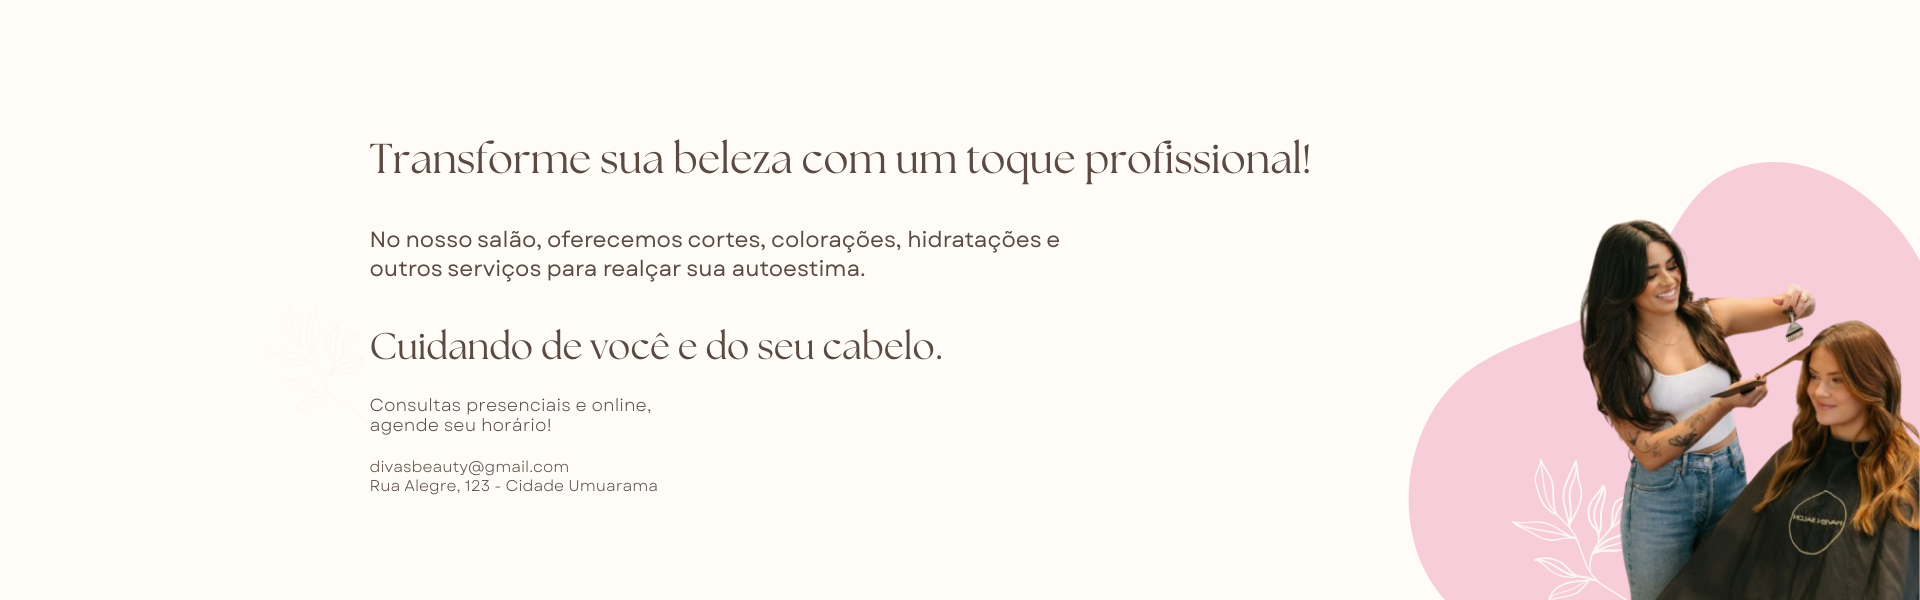 Transforme sua beleza com um toque profissional!
No nosso salão, oferecemos cortes, colorações, hidratações e
outros serviços para realçar sua autoestima.
Cuidando de você e do seu cabelo.
Consultas presenciais e online,
agende seu horário!
divasbeauty@gmail.com
Rua Alegre, 123 - Cidade Umuarama